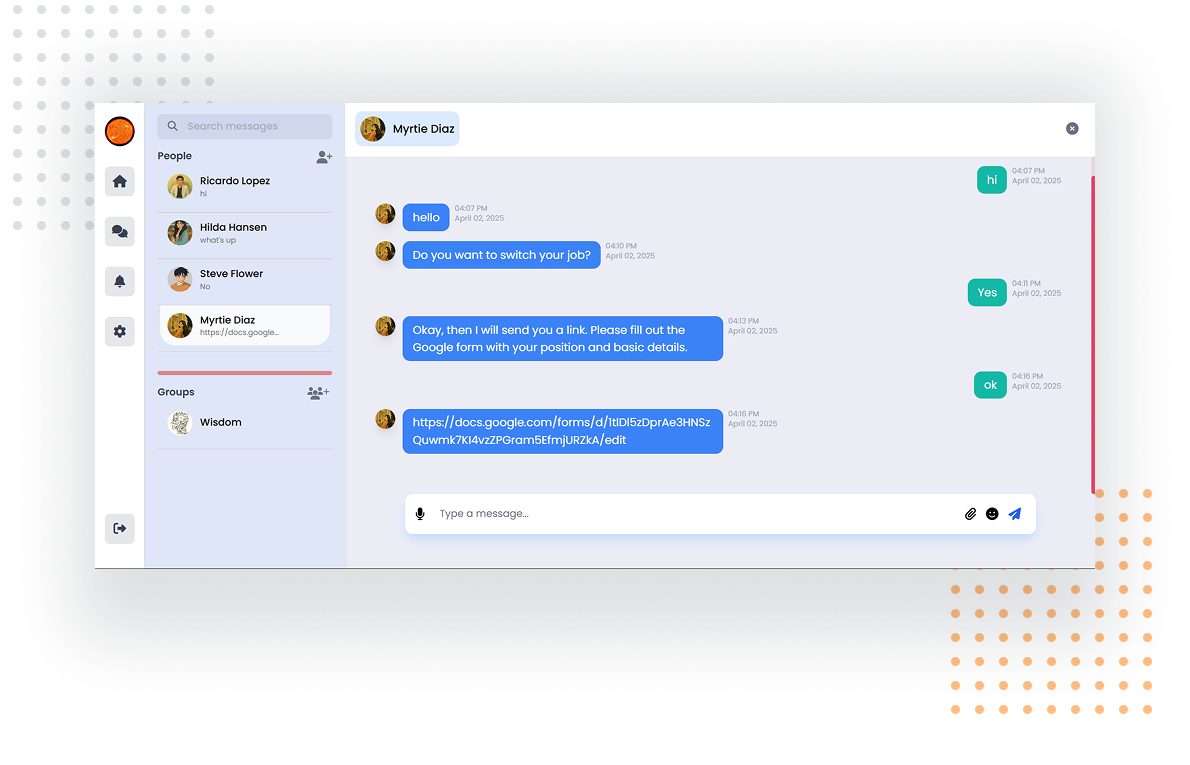 Search messages
People
Ricardo Lopez
hi
Hilda Hansen
what's up
Steve Flower
No
Myrtie Diaz
https://docs.google...
Groups
Wisdom
Myrtie Diaz
hi
04:07 PM
April 02, 2025
hello
04:07 PM
April 02, 2025
Do you want to switch your job?
04:10 PM
April 02, 2025
Yes
04:11 PM
April 02, 2025
Okay, then I will send you a link. Please fill out the
Google form with your position and basic details.
04:13 PM
April 02, 2025
ok
04:16 PM
April 02, 2025
https://docs.google.com/forms/d/1tlDl5zDprAe3HNSz
Quwmk7KI4vzZPGram5EfmjURZkA/edit
04:16 PM
April 02, 2025
Type a message...